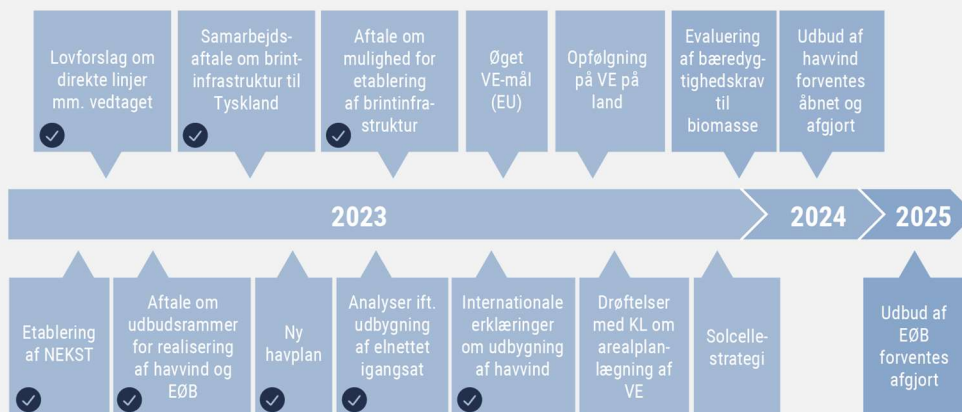 Lovforslag om
direkte linjer
mm. vedtaget
Samarbejds-
aftale om brint-
infrastruktur til
Tyskland
Aftale om
mulighed for
etablering
af brintinfra-
struktur
Øget
VE-mål
(EU)
Opfølgning
på VE på
land
Evaluering
af bæredyg-
tighedskrav
til
biomasse
Udbud af
havvind
forventes
åbnet og
afgjort
2023
2024
2025
Etablering
af NEKST
Aftale om
udbudsrammer
for realisering
af havvind og
EØB
Ny
havplan
Analyser ift.
udbygning
af elnettet
igangsat
Internationale
erklæringer
om udbygning
af havvind
Drøftelser
med KL om
arealplan-
lægning af
VE
Solcelle-
strategi
Udbud af
EØB
forventes
afgjort